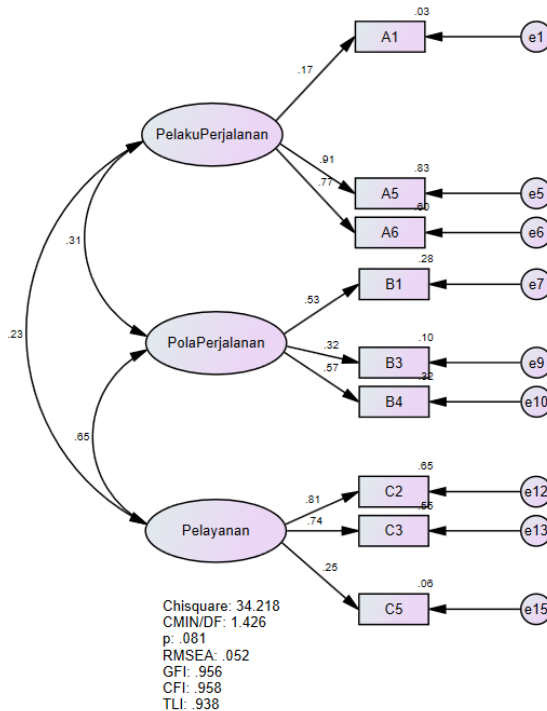 .03
A1
e1
.17
PelakuPerjalanan
.91
.83
A5
e5
.77
.60
A6
e6
.31
.28
B1
e7
.53
.23
PolaPerjalanan
.32
.10
B3
e9
.57
.32
B4
e10
.65
.65
C2
e12
.81
.55
C3
e13
.74
Pelayanan
.25
.06
C5
e15
Chisquare: 34.218
CMIN/DF: 1.426
p: .081
RMSEA: .052
GFI: .956
CFI: .958
TLI: .938